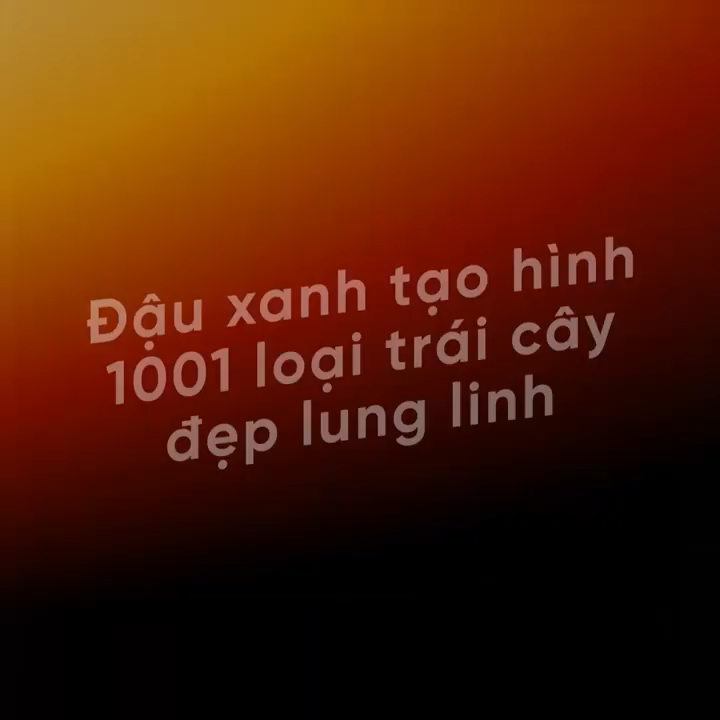 Đậu xanh tạo hình
1001 loại trái cây
đẹp lung linh